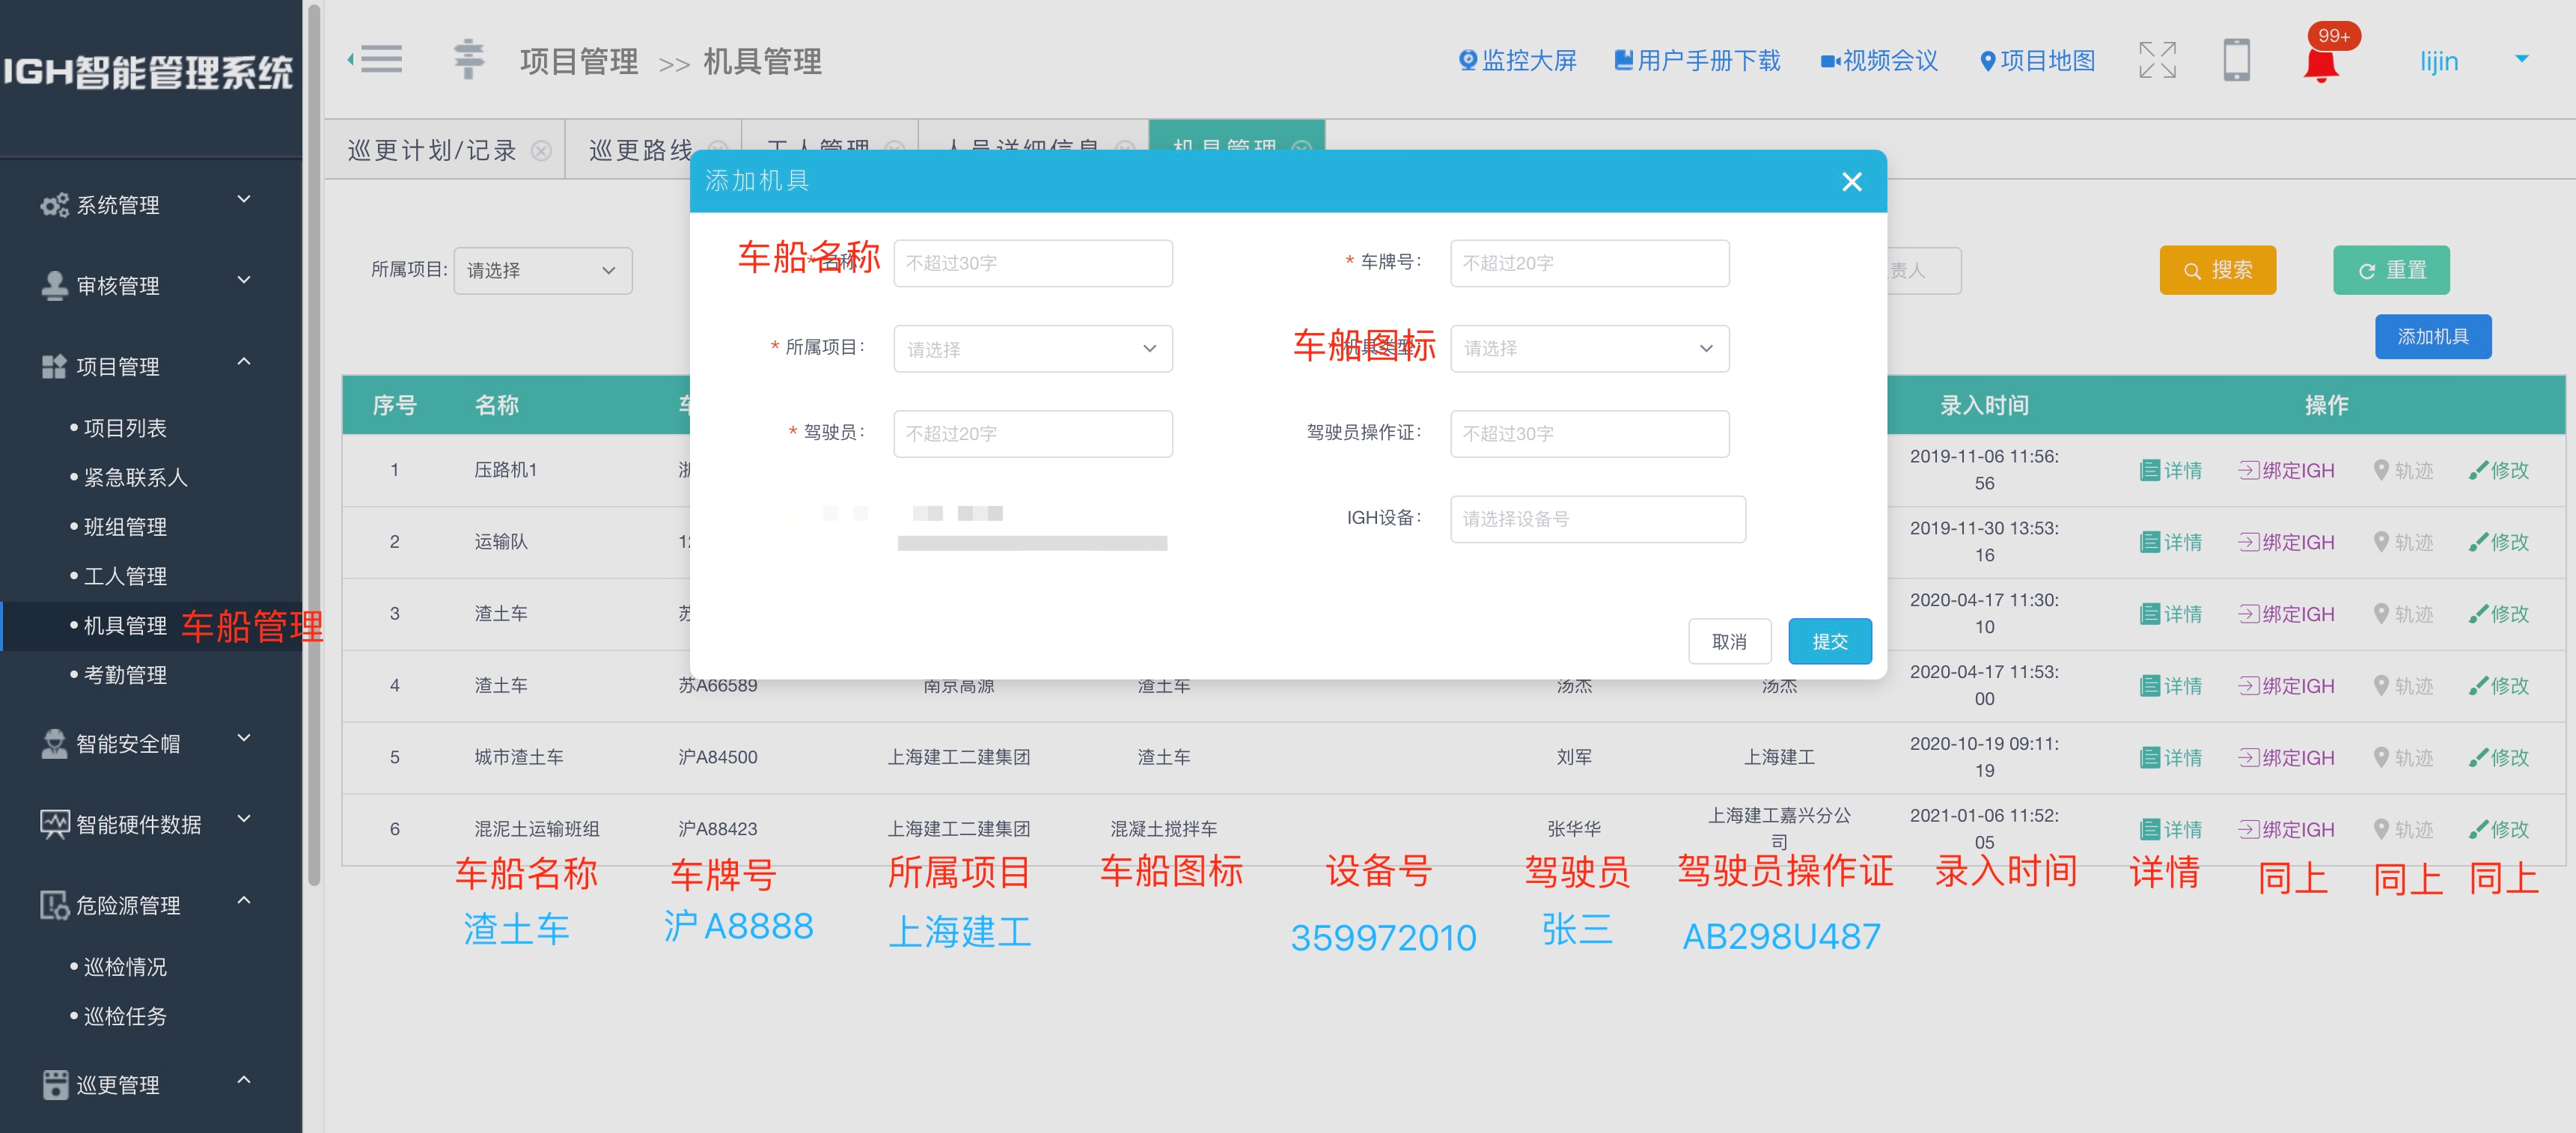 IGH智能管理系统
项目管理 >> 机具管理
监控大屏
用户手册下载
视频会议
项目地图
99+
lijin
系统管理
审核管理
项目管理
项目列表
紧急联系人
班组管理
工人管理
机具管理 车船管理
考勤管理
智能安全帽
智能硬件数据
危险源管理
巡检情况
巡检任务
巡更管理
巡更计划/记录
巡更路线
工人管理
人员详细信息
机具管理
所属项目: 请选择
责人
搜索
重置
添加机具
添加机具
车船名称
* 名称: 不超过30字
* 车牌号: 不超过20字
* 所属项目: 请选择
车船图标
机具类型: 请选择
* 驾驶员: 不超过20字
驾驶员操作证: 不超过30字
IGH设备: 请选择设备号
取消
提交
序号 名称 录入时间 操作
1 压路机1 浙 2019-11-06 11:56:
56
详情 绑定IGH 轨迹 修改
2 运输队 2019-11-30 13:53:
16
详情 绑定IGH 轨迹 修改
3 渣土车 苏 2020-04-17 11:30:
10
详情 绑定IGH 轨迹 修改
4 渣土车 苏A66589 南京高源 渣土车 汤杰 汤杰 2020-04-17 11:53:
00
详情 绑定IGH 轨迹 修改
5 城市渣土车 沪A84500 上海建工二建集团 渣土车 刘军 上海建工 2020-10-19 09:11:
19
详情 绑定IGH 轨迹 修改
6 混泥土运输班组 沪A88423 上海建工二建集团 混凝土搅拌车 张华华 上海建工嘉兴分公
司
2021-01-06 11:52:
05
详情 绑定IGH 轨迹 修改
车船名称 车牌号 所属项目 车船图标 设备号 驾驶员 驾驶员操作证 录入时间 详情 同上 同上 同上
渣土车 沪A8888 上海建工 359972010 张三 AB298U487